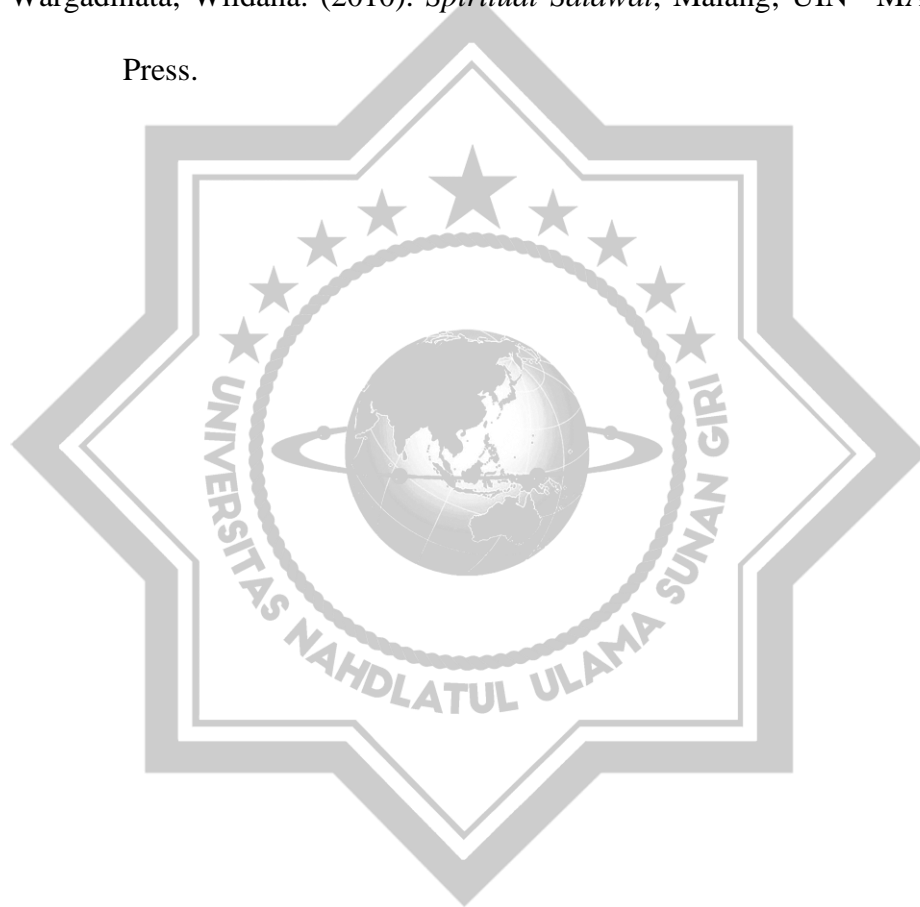 Wargadinata, Wildana. (2010). Spiritual Salawat, Malang; UIN
Press.
UNIVERSITAS NAHDLATUL ULAMA SUNAN GIRI